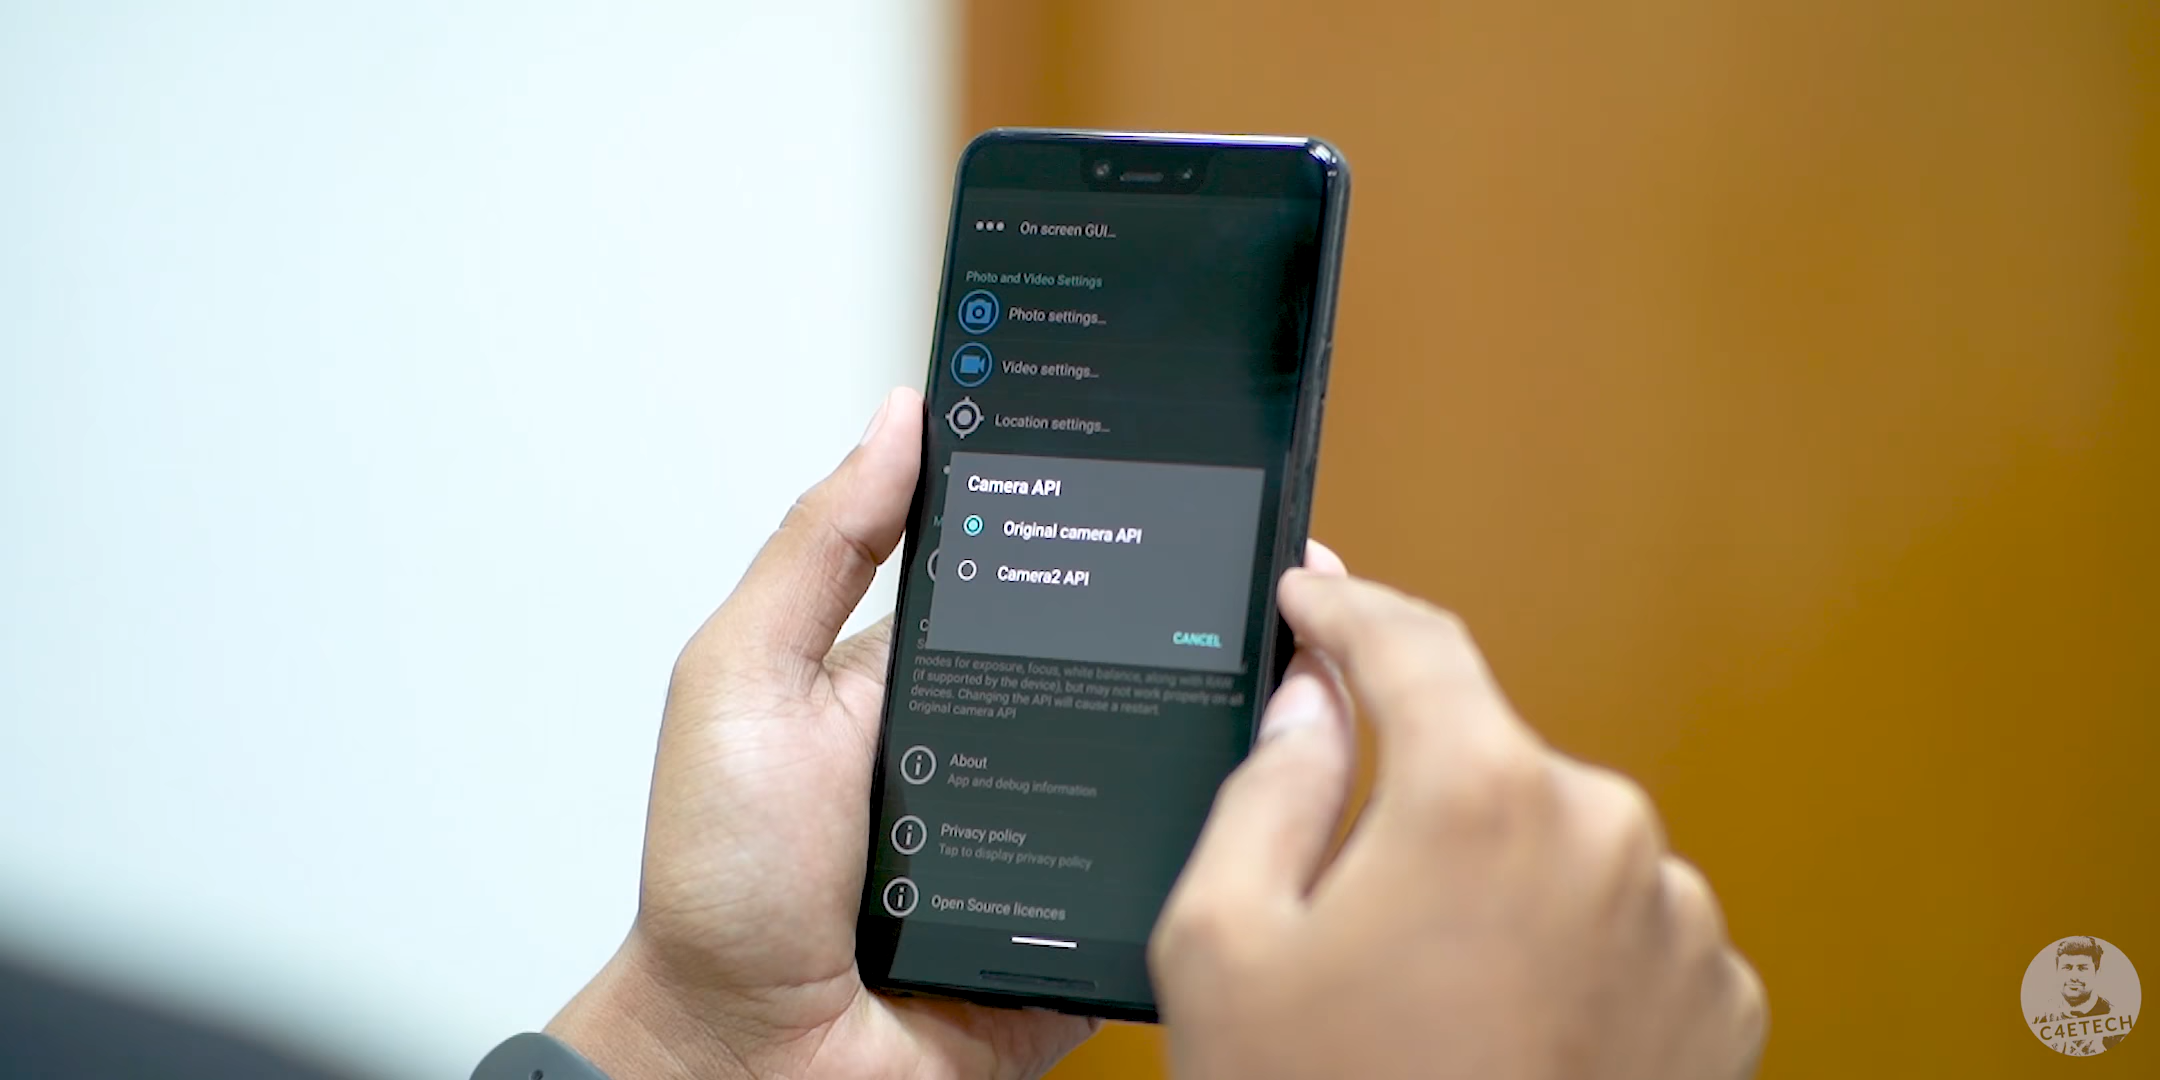 On screen GUI...
Photo and Video Settings
Photo settings...
Video settings...
Location settings...
Camera API
Original camera API
Camera2 API
CANCEL
modes for exposure, focus, white balance, along with RAW
(if supported by the device), but may not work properly on all
devices. Changing the API will cause a restart.
Original camera API
About
App and debug information
Privacy policy
Tap to display privacy policy
Open Source licences
C4ETECH